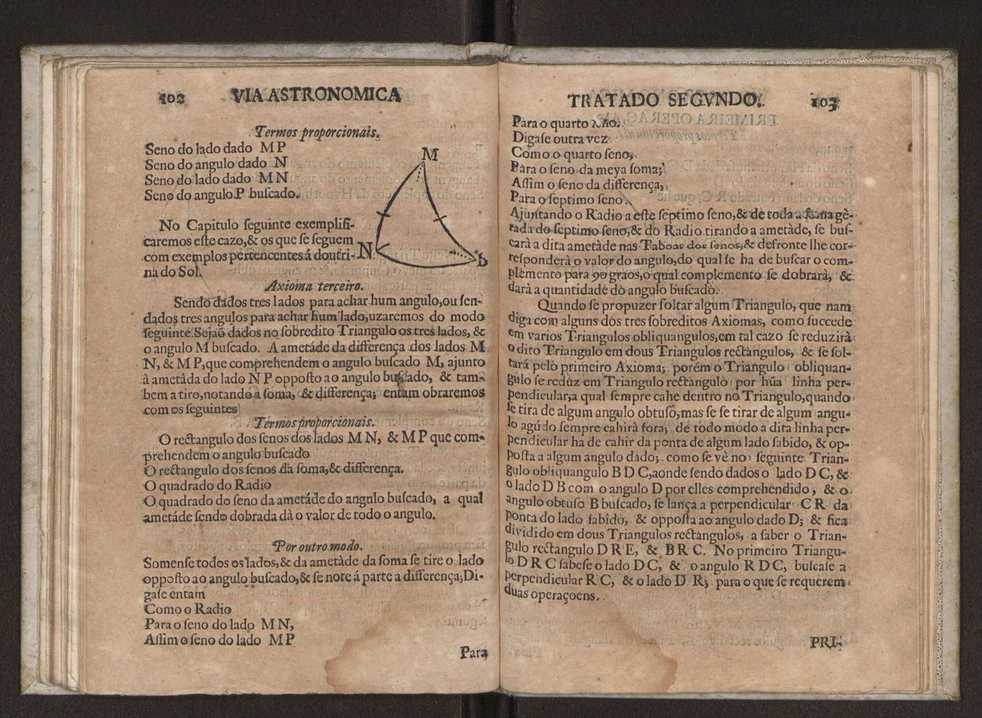 102 VIA ASTRONOMICA
Termos proporcionais.
Seno do lado dado M P
Seno do angulo dado N
Seno do lado dado M N
Seno do angulo P buscado.
M
N
No Capitulo seguinte exemplifi-
caremos este cazo, & os que se seguem
com exemplos pertencentes á doutri-
na do Sol.
Axioma terceiro.
Sendo dados tres lados para achar hum angulo, ou sen-
dados tres angulos para achar hum lado, uzaremos do modo
seguinte Sejaõ dados no sobredito Triangulo os tres lados, &
o angulo M buscado. A ametáde da differença dos lados M
N, & M P, que comprehendem o angulo buscado M, ajunto
à ametáda do lado N P opposto ao angulo buscado, & tam-
bem a tiro, notando a soma, & differença; entam obraremos
com os seguintes
Termos proporcionais.
O rectangulo dos senos dos lados M N, & M P que com-
prehendem o angulo buscado
O rectangulo dos senos da soma, & differença.
O quadrado do Radio
O quadrado do seno da ametáde do angulo buscado, a qual
ametáde sendo dobrada dà o valor de todo o angulo.
Por outro modo.
Somense todos os lados, & da ametàde da soma se tire o lado
opposto ao angulo buscado, & se note á parte a differença; Di-
gase entam
Como o Radio
Para o seno do lado M N,
Assim o seno do lado M P
Para
TRATADO SEGVNDO. 103
Para o quarto
Digase outra vez
Como o quarto seno,
Para o seno da meya soma;
Assim o seno da differença,
Para o septimo seno.
Ajustando o Radio a este septimo seno, & de toda a soma gê-
rada do septimo seno, & do Radio tirando a ametàde, se bus-
carà a dita ametàde nas Taboas dos senos, & defronte lhe cor-
responderà o valor do angulo, do qual se ha de buscar o com-
plemento para 90 graos, o qual complemento se dobrarà, &
darà a quantidade do angulo buscado.
Quando se propuzer soltar algum Triangulo, que nam
diga com alguns dos tres sobreditos Axiomas, como succede
em varios Triangulos obliquangulos, em tal cazo se reduzirà
o dito Triangulo em dous Triangulos rectangulos, & se sol-
tarà pelo primeiro Axioma; porém o Triangulo obliquan-
gulo se redúz em Triangulo rectangulo por húa linha per-
pendicular, a qual sempre cahe dentro no Triangulo, quando
se tira de algum angulo obtuso, mas se se tirar de algum angu-
lo agúdo sempre cahirà fora; de todo modo a dita linha per-
pendicular ha de cahir da ponta de algum lado sabido, & op-
posta a algum angulo dado; como se vè no seguinte Trian-
gulo obliquangulo B D C, aonde sendo dados o lado D C, &
o lado D B com o angulo D por elles comprehendido, & o
angulo obtuso B buscado, se lança a perpendicular C R da
ponta do lado sabido, & opposta ao angulo dado D; & fica
dividido em dous Triangulos rectangulos, a saber o Trian-
gulo rectangulo D R E, & B R C. No primeiro Triangu-
lo D R C sabese o lado D C, & o angulo R D C, buscase a
perpendicular R C, & o lado D R; para o que se requerem
duas operaçoens.
PRI-